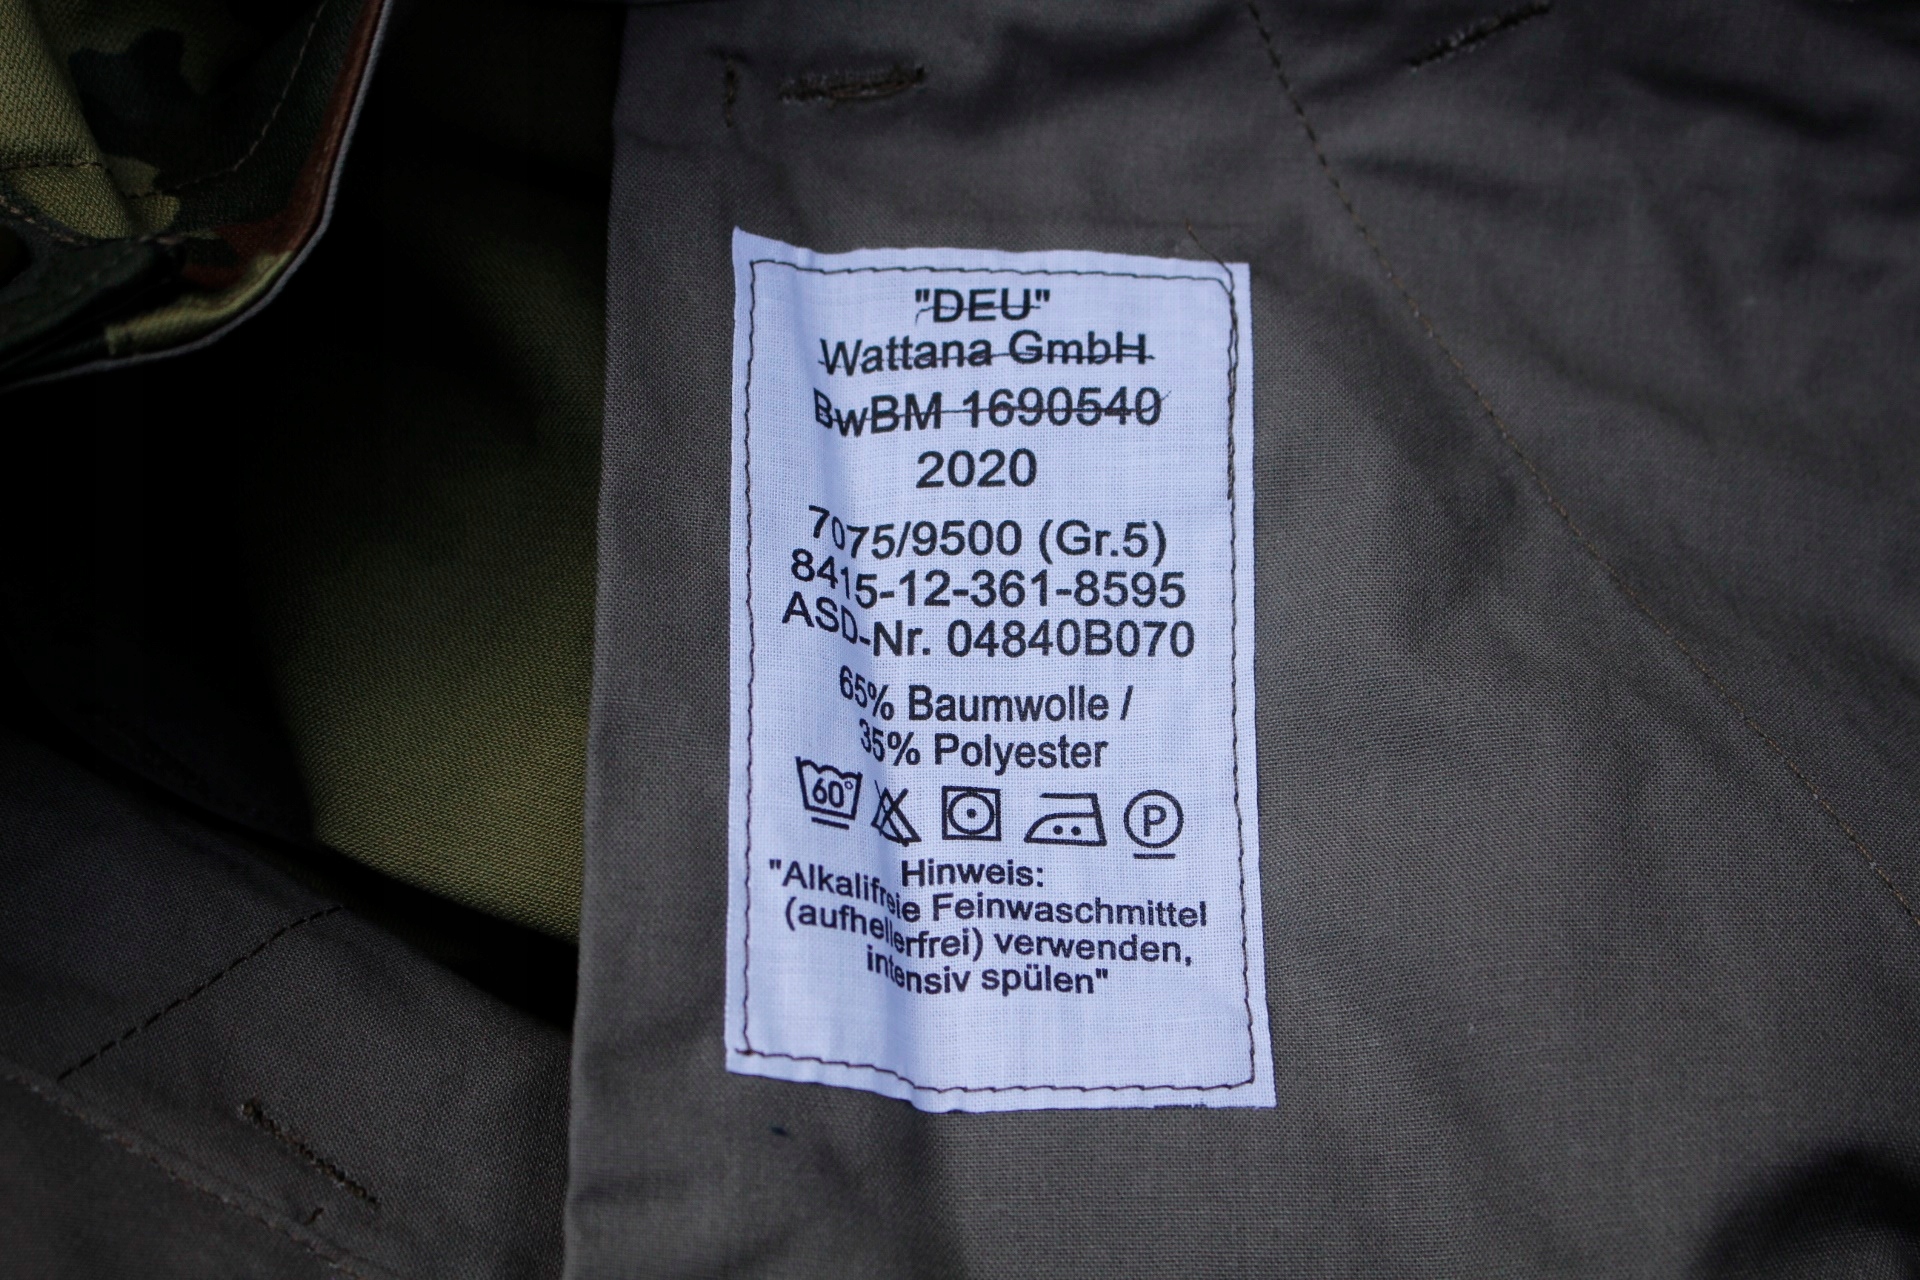 "DEU"
Wattana GmbH
BwBM 1690540
2020
7075/9500 (Gr.5)
8415-12-361-8595
ASD-Nr. 04840B070
65% Baumwolle /
35% Polyester
60° P
Hinweis:
"Alkalifreie Feinwaschmittel
(aufhellerfrei) verwenden,
intensiv spülen"